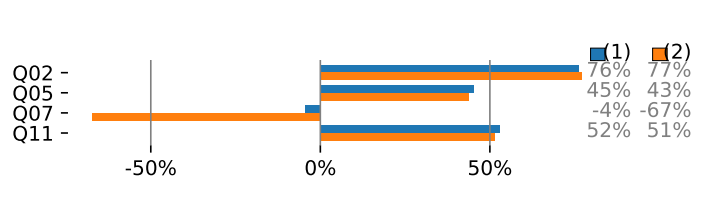 (1) (2)
Q02 76% 77%
Q05 45% 43%
Q07 -4% -67%
Q11 52% 51%
-50% 0% 50%